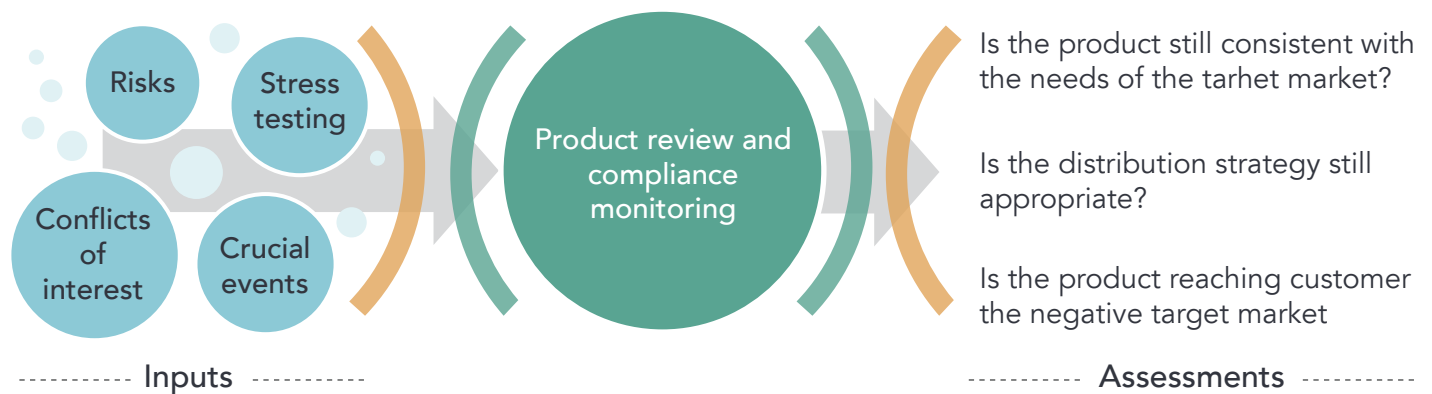 Risks
Stress
testing
Conflicts
of
interest
Crucial
events
Inputs
Product review and
compliance
monitoring
Is the product still consistent with
the needs of the tarhet market?
Is the distribution strategy still
appropriate?
Is the product reaching customer
the negative target market
Assessments